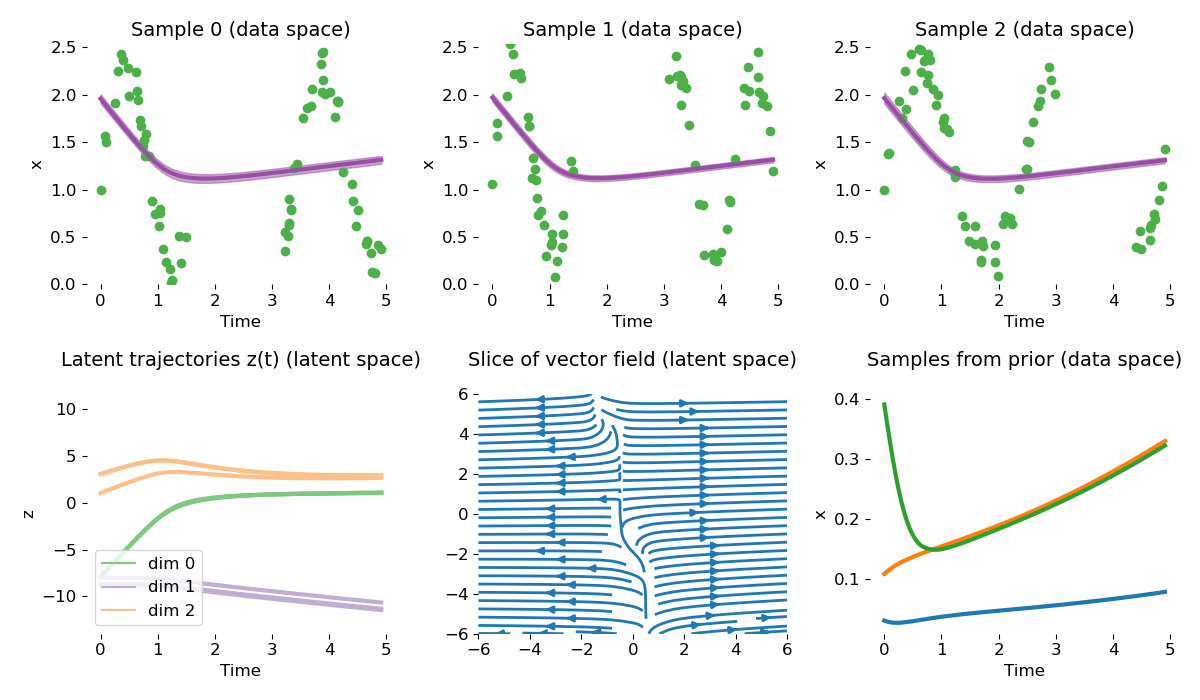 Sample 0 (data space)
2.5
2.0
1.5
1.0
0.5
0.0
x
0 1 2 3 4 5
Time
Sample 1 (data space)
2.5
2.0
1.5
1.0
0.5
0.0
x
0 1 2 3 4 5
Time
Sample 2 (data space)
2.5
2.0
1.5
1.0
0.5
0.0
x
0 1 2 3 4 5
Time
Latent trajectories z(t) (latent space)
10
5
0
−5
−10
z
dim 0
dim 1
dim 2
0 1 2 3 4 5
Time
Slice of vector field (latent space)
6
4
2
0
−2
−4
−6
−6 −4 −2 0 2 4 6
Samples from prior (data space)
0.4
0.3
0.2
0.1
x
0 1 2 3 4 5
Time